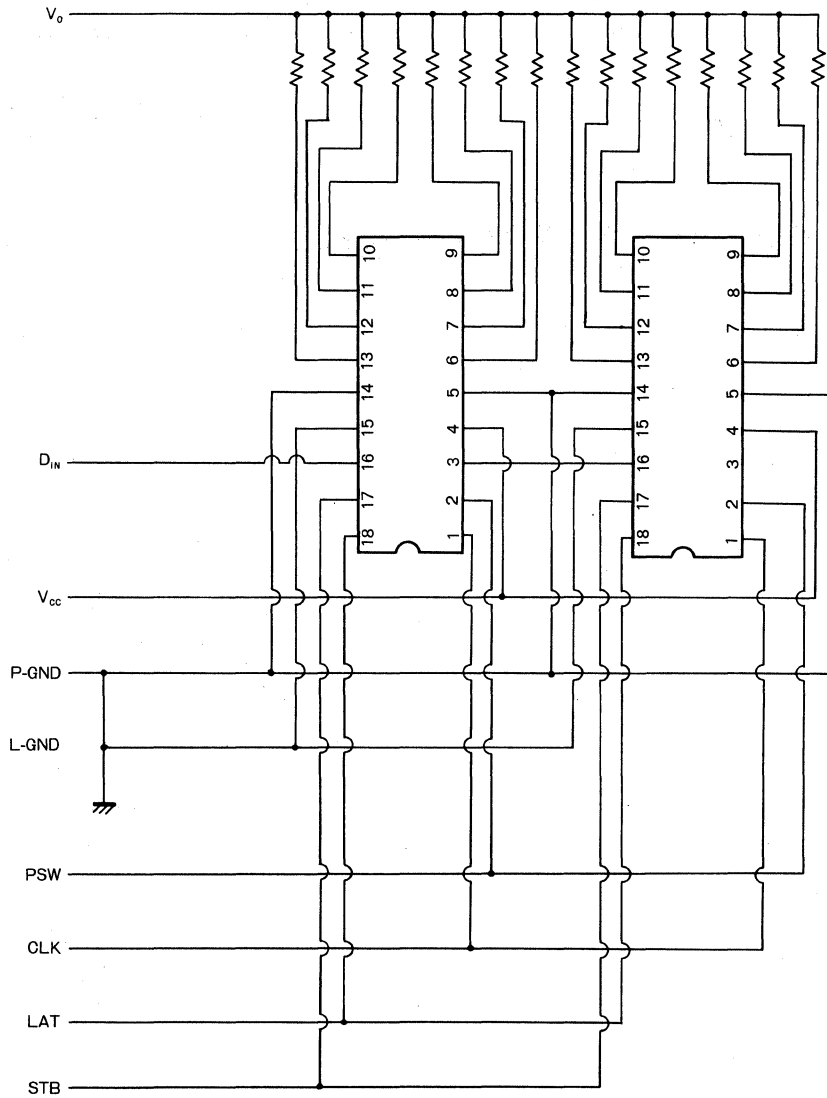 Vo
10 9 10 9
11 8 11 8
12 7 12 7
13 6 13 6
14 5 14 5
15 4 15 4
DIN 16 3 16 3
17 2 17 2
18 1 18 1
Vcc
P-GND
L-GND
PSW
CLK
LAT
STB